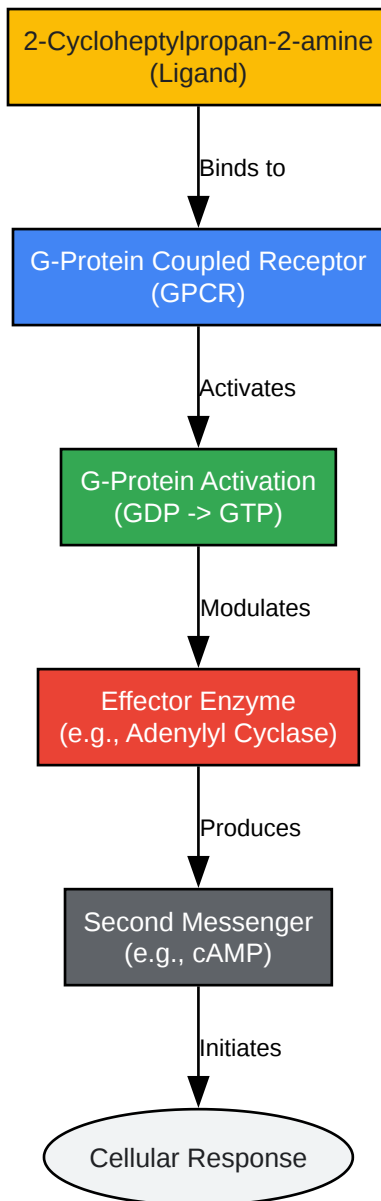 2-Cycloheptylpropan-2-amine
(Ligand)
Binds to
G-Protein Coupled Receptor
(GPCR)
Activates
G-Protein Activation
(GDP -> GTP)
Modulates
Effector Enzyme
(e.g., Adenylyl Cyclase)
Produces
Second Messenger
(e.g., cAMP)
Initiates
Cellular Response